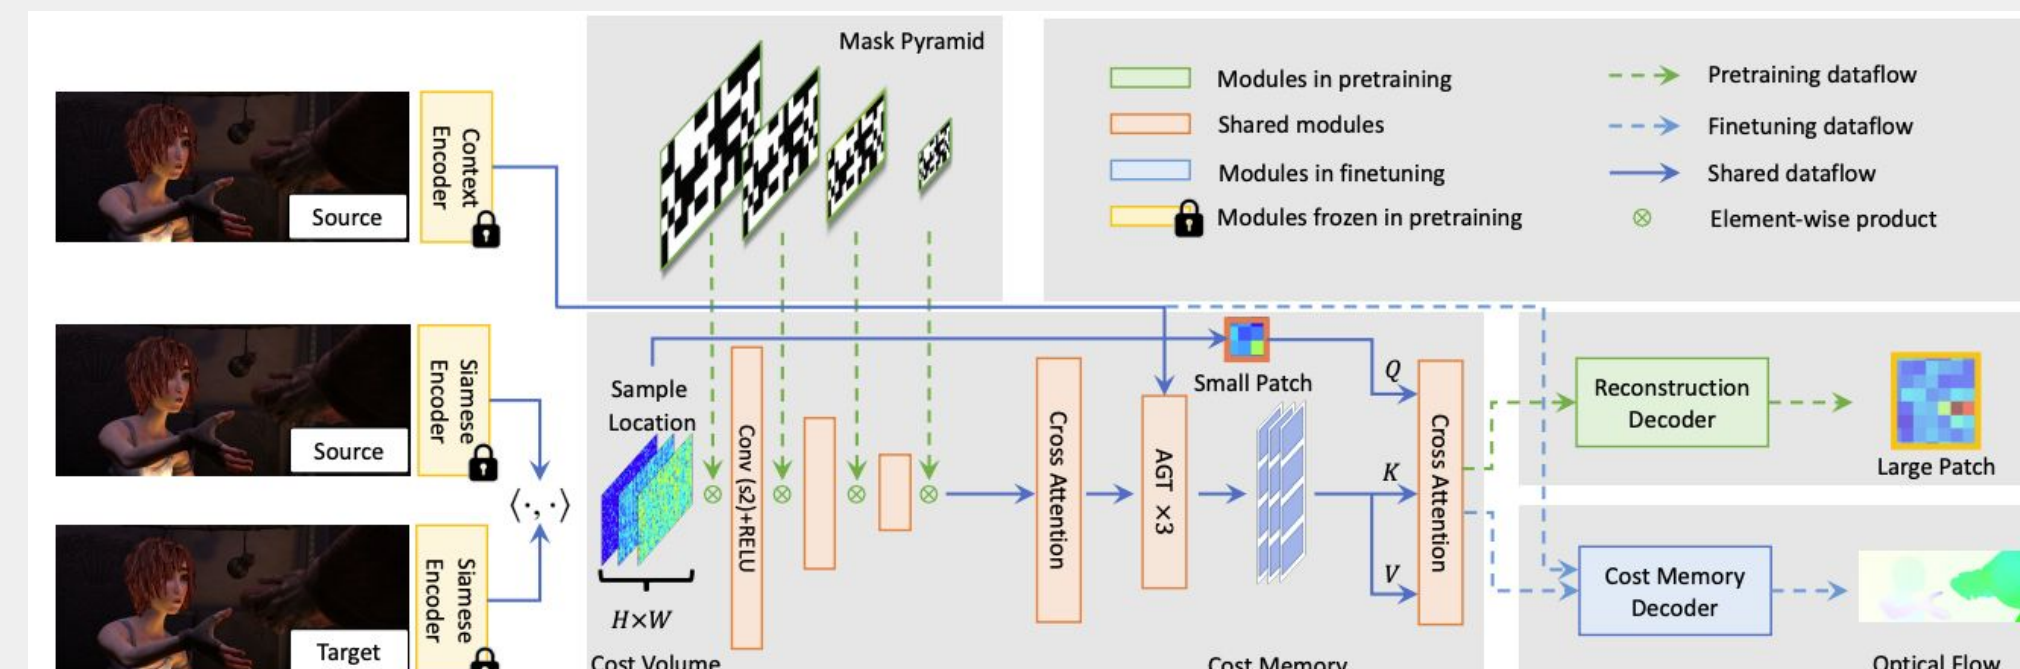 Mask Pyramid
Modules in pretraining
Shared modules
Modules in finetuning
Modules frozen in pretraining
Pretraining dataflow
Finetuning dataflow
Shared dataflow
⊗ Element-wise product
Context
Encoder
Source
Siamese
Encoder
Source
⟨·,·⟩
Siamese
Encoder
Target
Sample
Location
⊗
Conv (s2)+RELU
⊗
⊗
⊗
H×W
Cost Volume
Cross Attention
AGT ×3
Small Patch
Q
K
V
Cross Attention
Cost Memory
Reconstruction
Decoder
Large Patch
Cost Memory
Decoder
Optical Flow